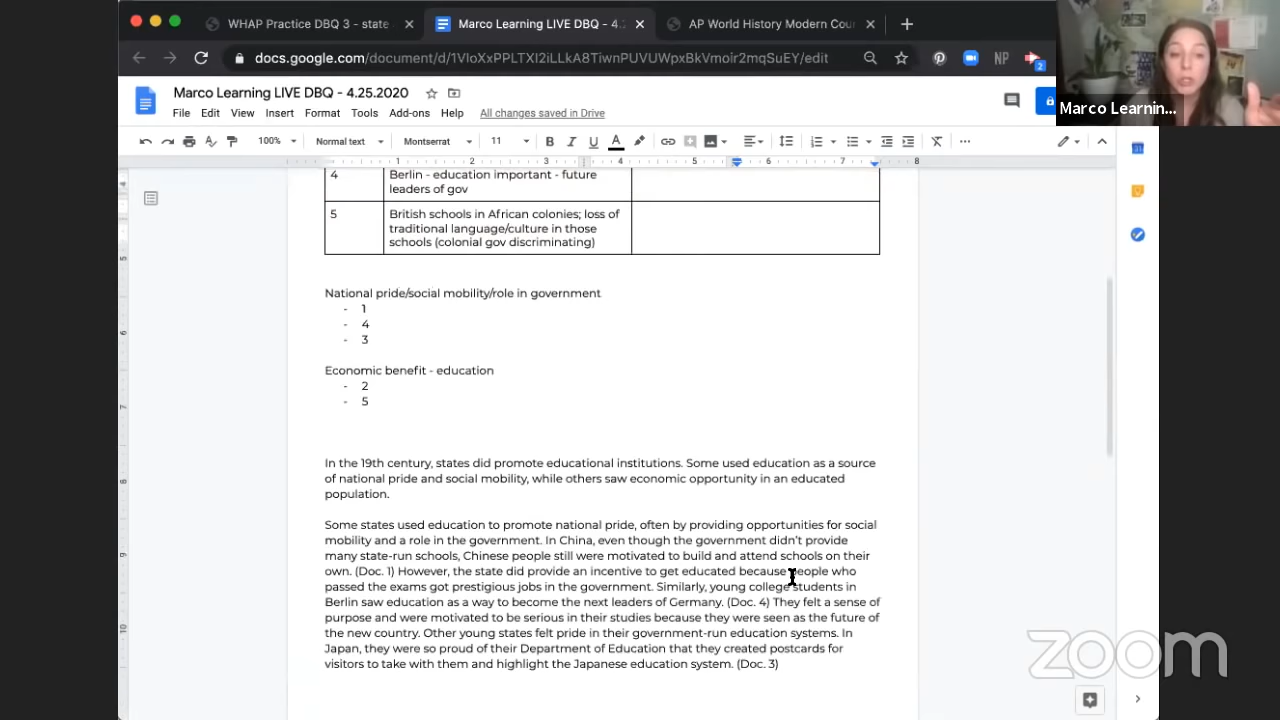 WHAP Practice DBQ 3 - state
Marco Learning LIVE DBQ - 4.2
AP World History Modern Cou
docs.google.com/document/d/1VIoXxPPLTXI2iLLkA8TiwnPUVUWpxBkVmoir2mqSuEY/edit
NP
2
Marco Learnin...
Marco Learning LIVE DBQ - 4.25.2020
File Edit View Insert Format Tools Add-ons Help All changes saved in Drive
100% Normal text Montserrat 11 B I U A
1 2 3 4 5 6 7 8
4 Berlin - education important - future
leaders of gov
5 British schools in African colonies; loss of
traditional language/culture in those
schools (colonial gov discriminating)
National pride/social mobility/role in government
- 1
- 4
- 3
Economic benefit - education
- 2
- 5
In the 19th century, states did promote educational institutions. Some used education as a source
of national pride and social mobility, while others saw economic opportunity in an educated
population.
Some states used education to promote national pride, often by providing opportunities for social
mobility and a role in the government. In China, even though the government didn't provide
many state-run schools, Chinese people still were motivated to build and attend schools on their
own. (Doc. 1) However, the state did provide an incentive to get educated because people who
passed the exams got prestigious jobs in the government. Similarly, young college students in
Berlin saw education as a way to become the next leaders of Germany. (Doc. 4) They felt a sense of
purpose and were motivated to be serious in their studies because they were seen as the future of
the new country. Other young states felt pride in their government-run education systems. In
Japan, they were so proud of their Department of Education that they created postcards for
visitors to take with them and highlight the Japanese education system. (Doc. 3)
zoom